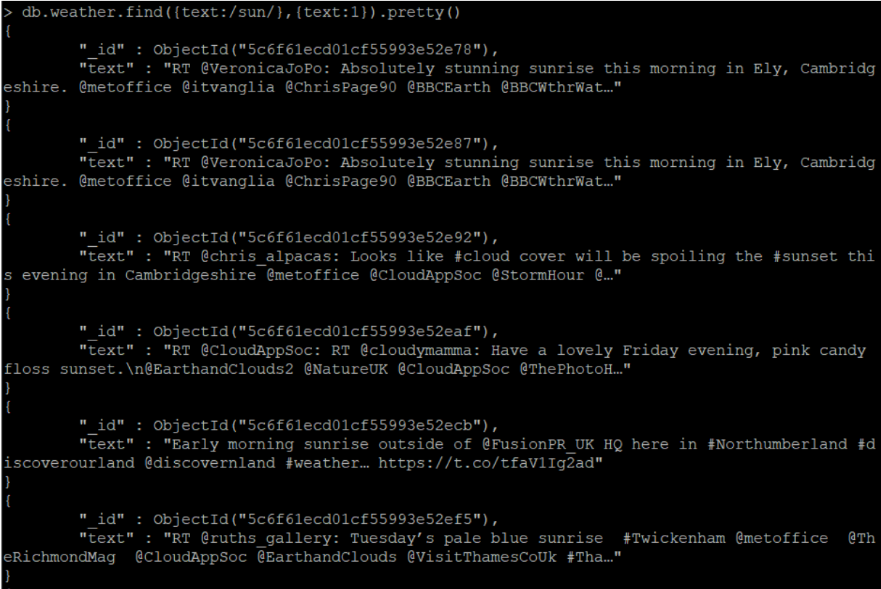 > db.weather.find({text:/sun/},{text:1}).pretty()
{
        "_id" : ObjectId("5c6f61ecd01cf55993e52e78"),
        "text" : "RT @VeronicaJoPo: Absolutely stunning sunrise this morning in Ely, Cambridg
eshire. @metoffice @itvanglia @ChrisPage90 @BBCEarth @BBCWthrWat…"
}
{
        "_id" : ObjectId("5c6f61ecd01cf55993e52e87"),
        "text" : "RT @VeronicaJoPo: Absolutely stunning sunrise this morning in Ely, Cambridg
eshire. @metoffice @itvanglia @ChrisPage90 @BBCEarth @BBCWthrWat…"
}
{
        "_id" : ObjectId("5c6f61ecd01cf55993e52e92"),
        "text" : "RT @chris_alpacas: Looks like #cloud cover will be spoiling the #sunset thi
s evening in Cambridgeshire @metoffice @CloudAppSoc @StormHour @…"
}
{
        "_id" : ObjectId("5c6f61ecd01cf55993e52eaf"),
        "text" : "RT @CloudAppSoc: RT @cloudymamma: Have a lovely Friday evening, pink candy
floss sunset.\n@EarthandClouds2 @NatureUK @CloudAppSoc @ThePhotoH…"
}
{
        "_id" : ObjectId("5c6f61ecd01cf55993e52ecb"),
        "text" : "Early morning sunrise outside of @FusionPR_UK HQ here in #Northumberland #d
iscoverourland @discovernland #weather… https://t.co/tfaV1Ig2ad"
}
{
        "_id" : ObjectId("5c6f61ecd01cf55993e52ef5"),
        "text" : "RT @ruths_gallery: Tuesday’s pale blue sunrise  #Twickenham @metoffice  @Th
eRichmondMag  @CloudAppSoc @EarthandClouds @VisitThamesCoUk #Tha…"
}